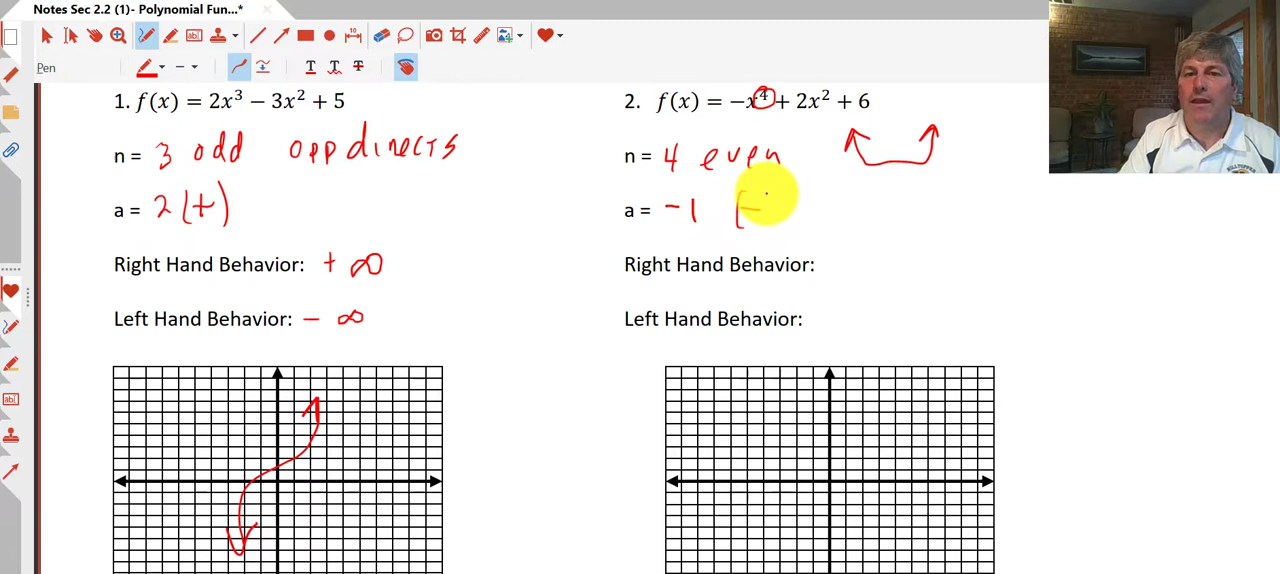 Notes Sec 2.2 (1)- Polynomial Fun...*
Pen
1. f(x) = 2x³ − 3x² + 5
n = 3 odd opp directs
a = 2 (+)
Right Hand Behavior: + ∞
Left Hand Behavior: − ∞
2. f(x) = −x⁴ + 2x² + 6
n = 4 even
a = −1 (−
Right Hand Behavior:
Left Hand Behavior: